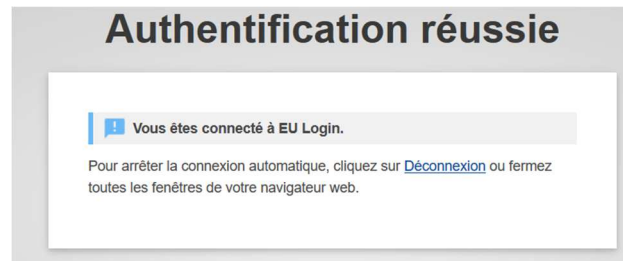 Authentification réussie
Vous êtes connecté à EU Login.
Pour arrêter la connexion automatique, cliquez sur Déconnexion ou fermez
toutes les fenêtres de votre navigateur web.